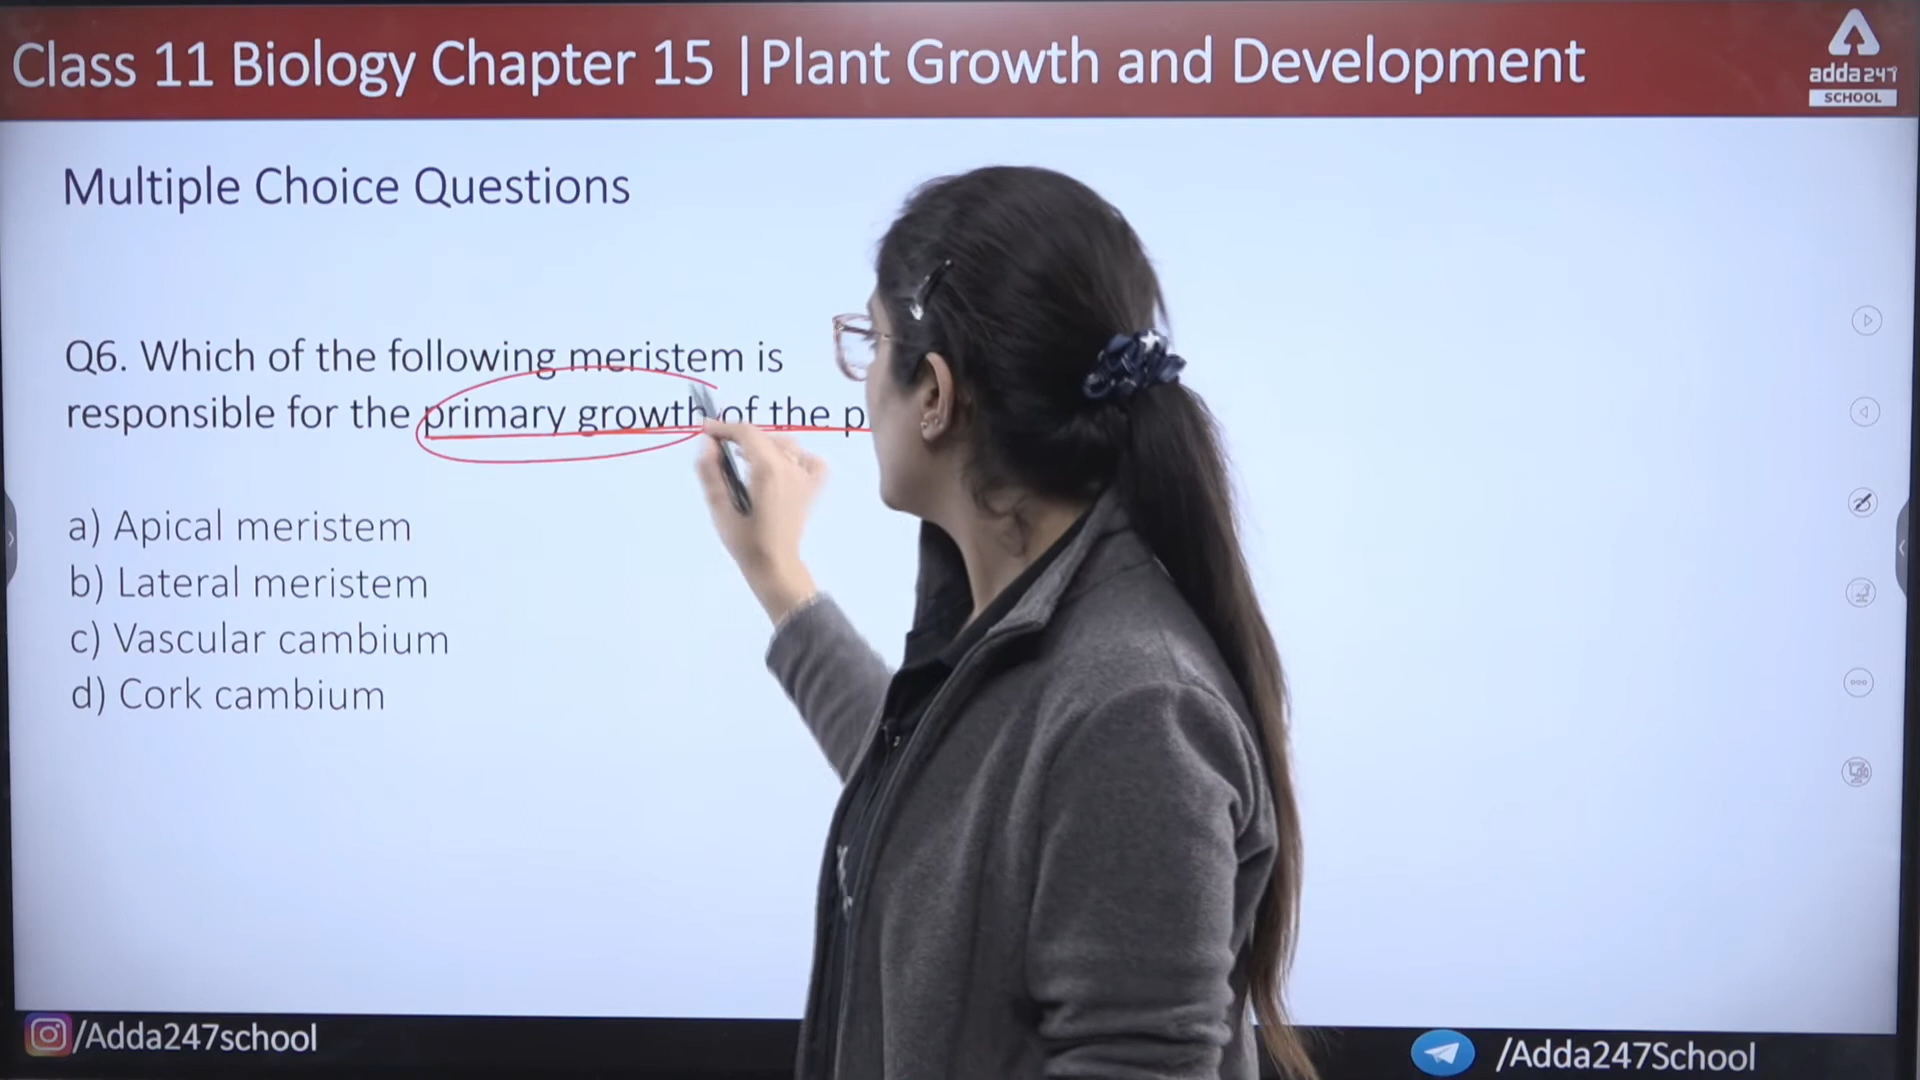 Class 11 Biology Chapter 15 |Plant Growth and Development
adda247
SCHOOL
Multiple Choice Questions
Q6. Which of the following meristem is
responsible for the primary growth of the p
a) Apical meristem
b) Lateral meristem
c) Vascular cambium
d) Cork cambium
/Adda247school
/Adda247School